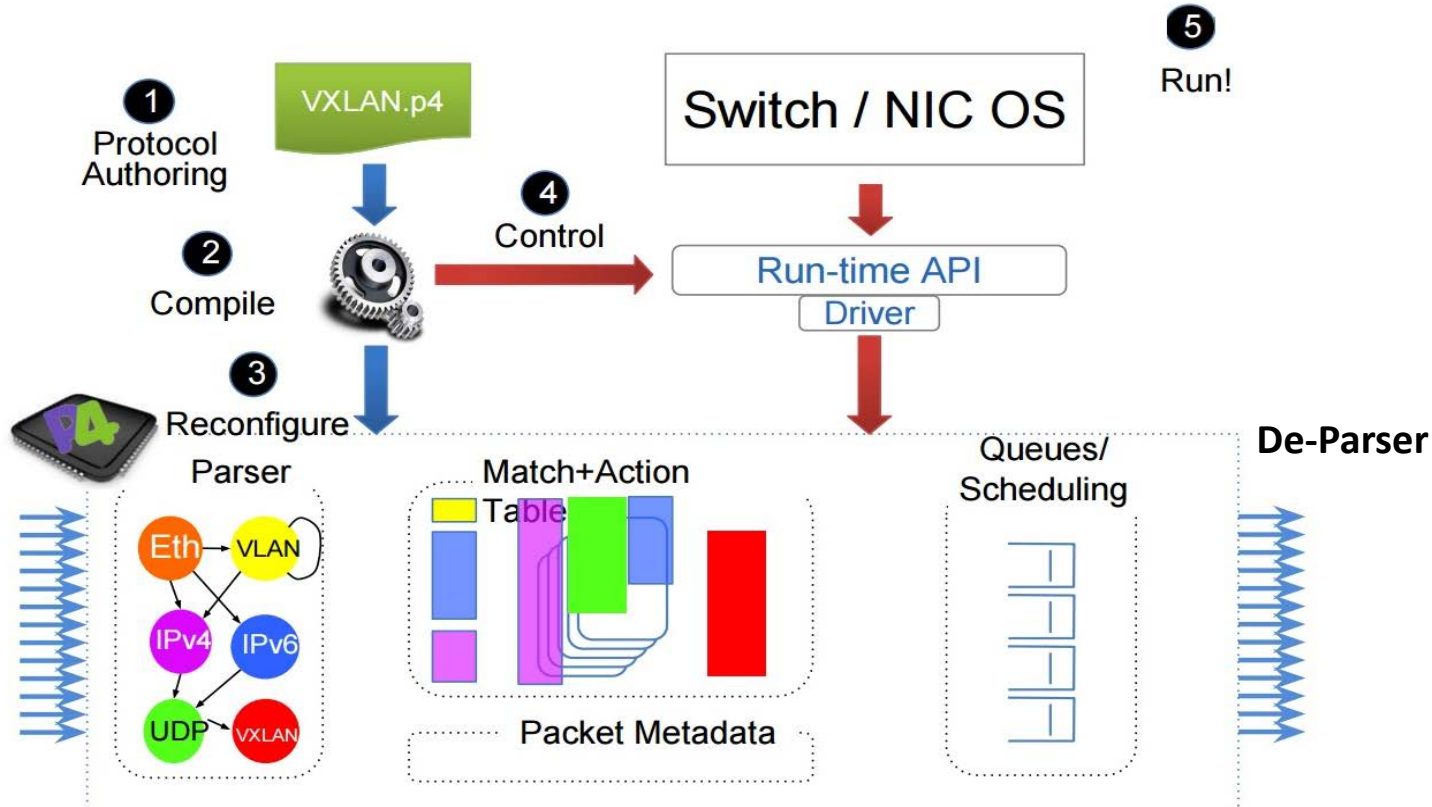 5
Run!
1
Protocol
Authoring
VXLAN.p4
Switch / NIC OS
4
Control
2
Compile
Run-time API
Driver
3
Reconfigure
P4
De-Parser
Parser
Match+Action
Table
Queues/
Scheduling
Eth
VLAN
IPv4
IPv6
UDP
VXLAN
Packet Metadata